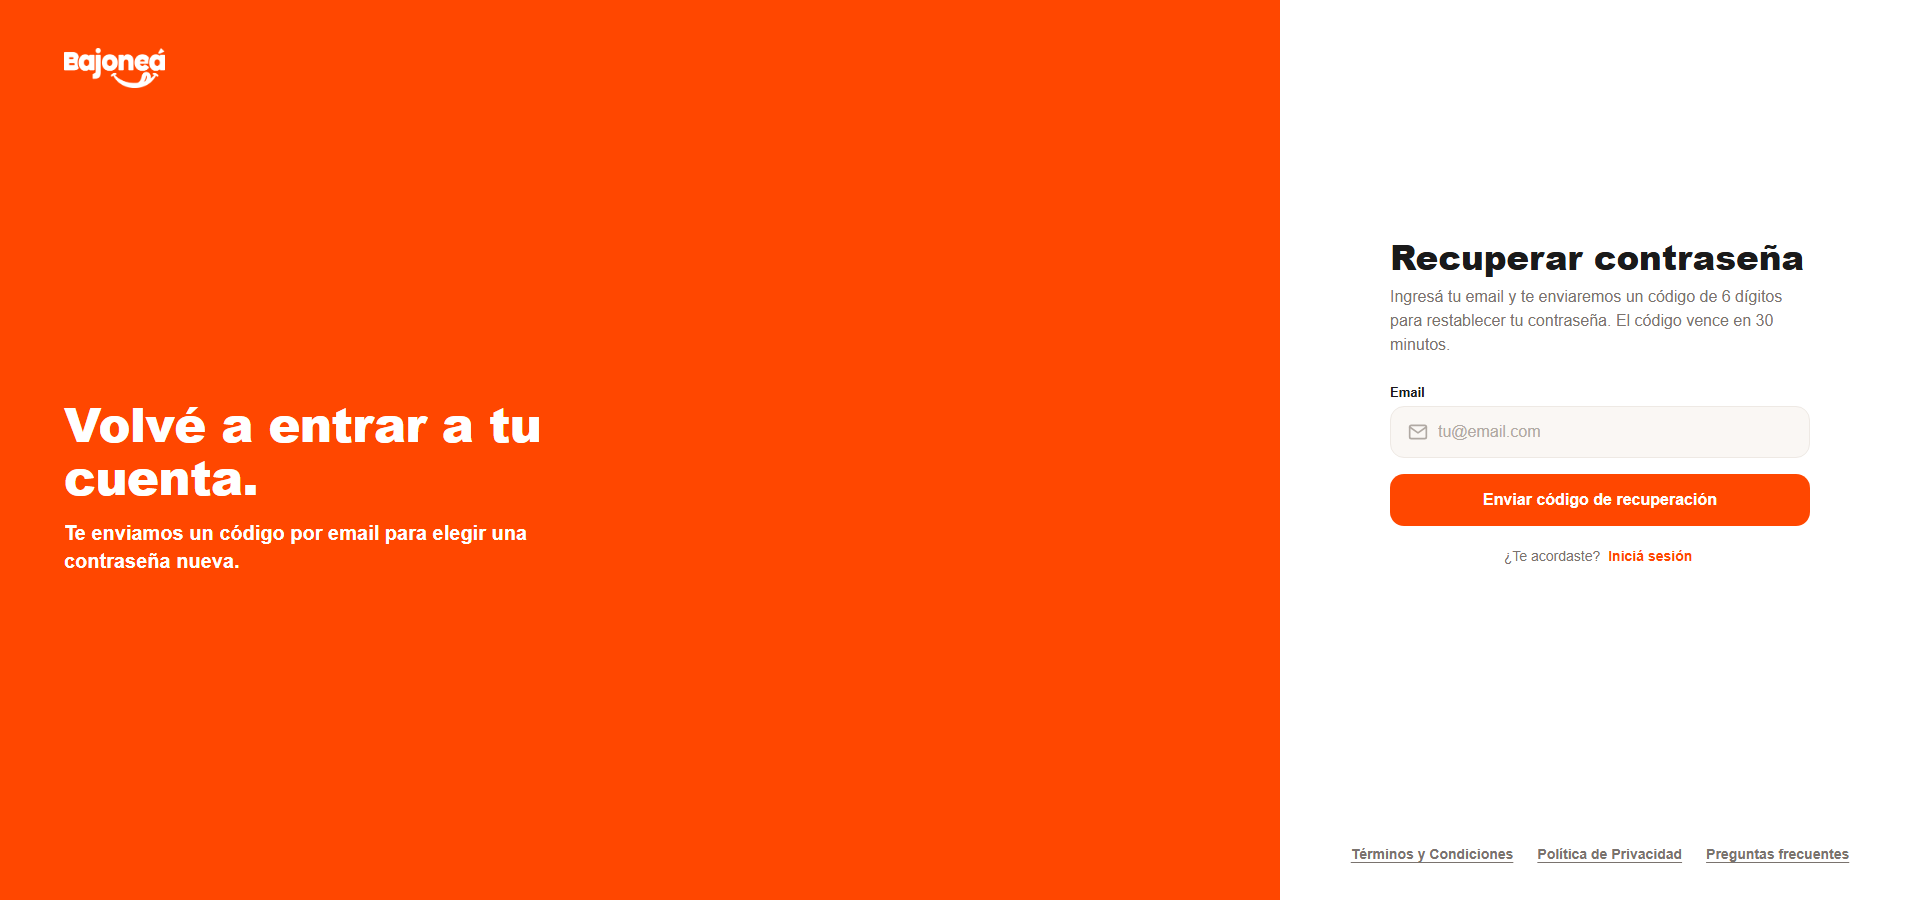 Bajoneá
Volvé a entrar a tu
cuenta.
Te enviamos un código por email para elegir una
contraseña nueva.
Recuperar contraseña
Ingresá tu email y te enviaremos un código de 6 dígitos
para restablecer tu contraseña. El código vence en 30
minutos.
Email
tu@email.com
Enviar código de recuperación
¿Te acordaste? Iniciá sesión
Términos y Condiciones Política de Privacidad Preguntas frecuentes